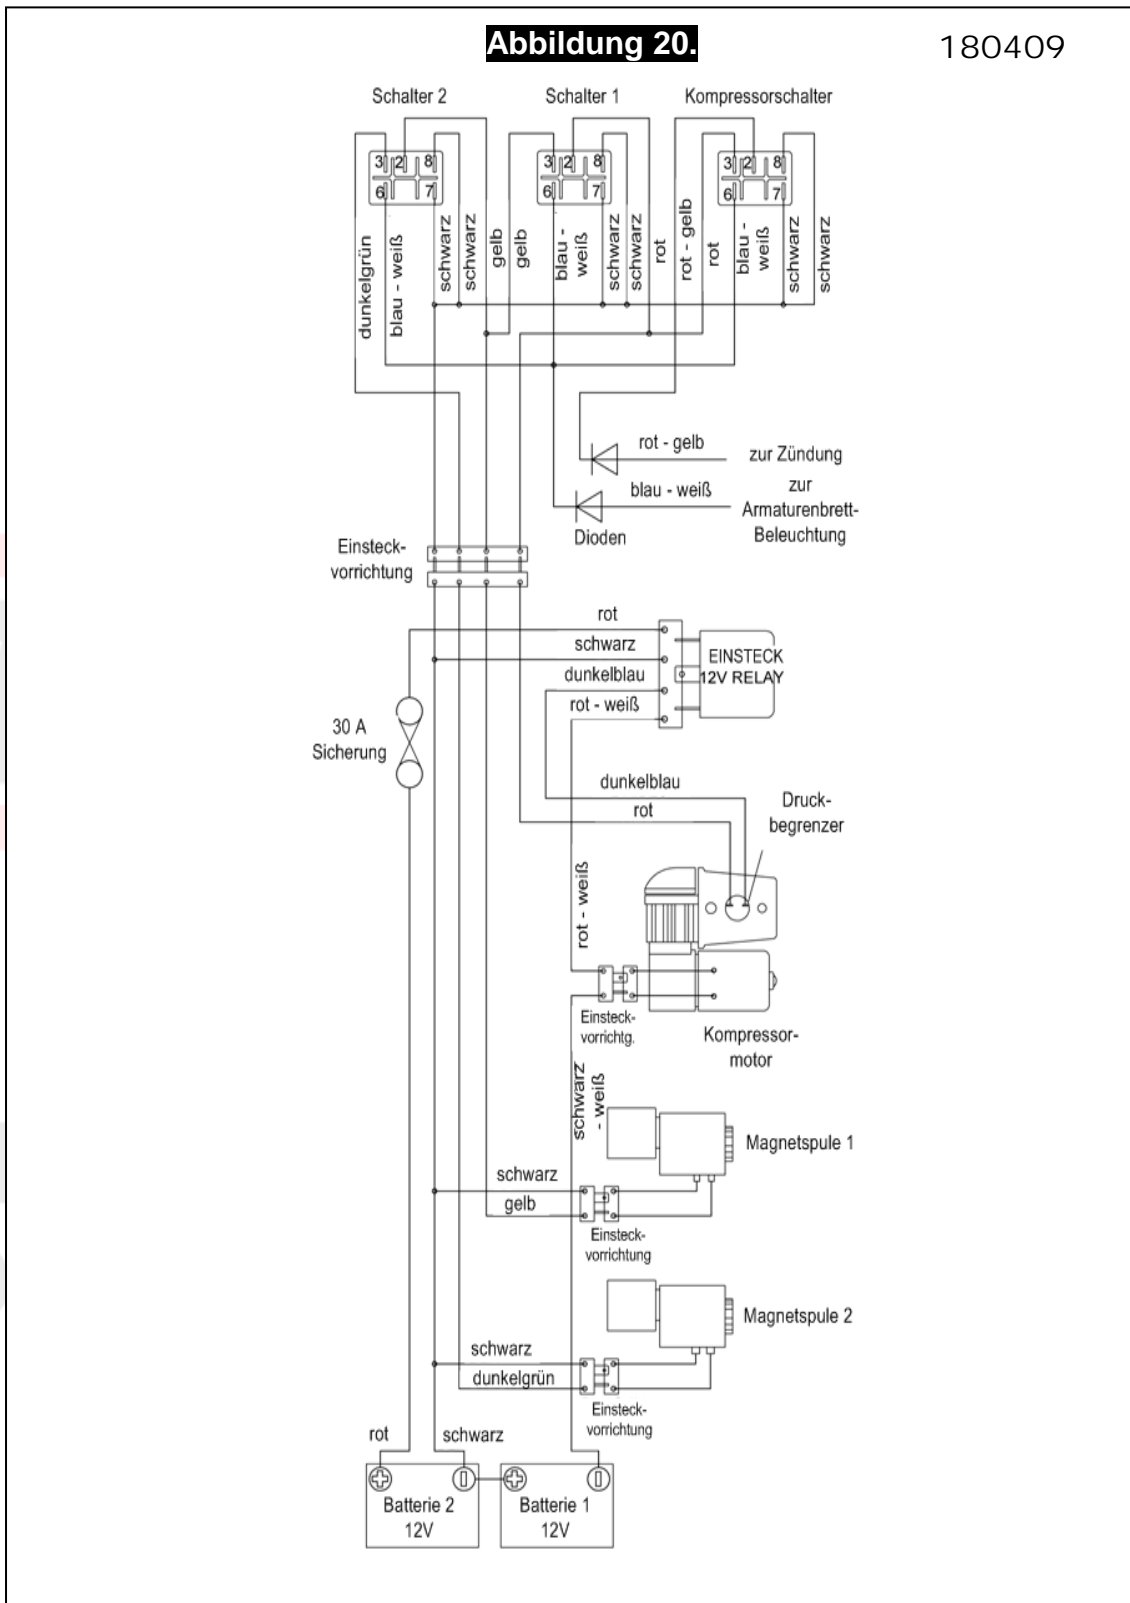 Abbildung 20.
180409
Schalter 2
Schalter 1
Kompressorschalter
3 2 8
6 7
3 2 8
6 7
3 2 8
6 7
dunkelgrün
blau - weiß
schwarz
schwarz
gelb
gelb
blau -
weiß
schwarz
schwarz
rot
rot - gelb
rot
blau -
weiß
schwarz
schwarz
rot - gelb
zur Zündung
blau - weiß
zur
Armaturenbrett-
Beleuchtung
Dioden
Einsteck-
vorrichtung
rot
schwarz
dunkelblau
rot - weiß
EINSTECK
12V RELAY
30 A
Sicherung
dunkelblau
rot
Druck-
begrenzer
rot - weiß
Einsteck-
vorrichtg.
Kompressor-
motor
schwarz
- weiß
Magnetspule 1
schwarz
gelb
Einsteck-
vorrichtung
Magnetspule 2
schwarz
dunkelgrün
Einsteck-
vorrichtung
rot
schwarz
Batterie 2
12V
Batterie 1
12V